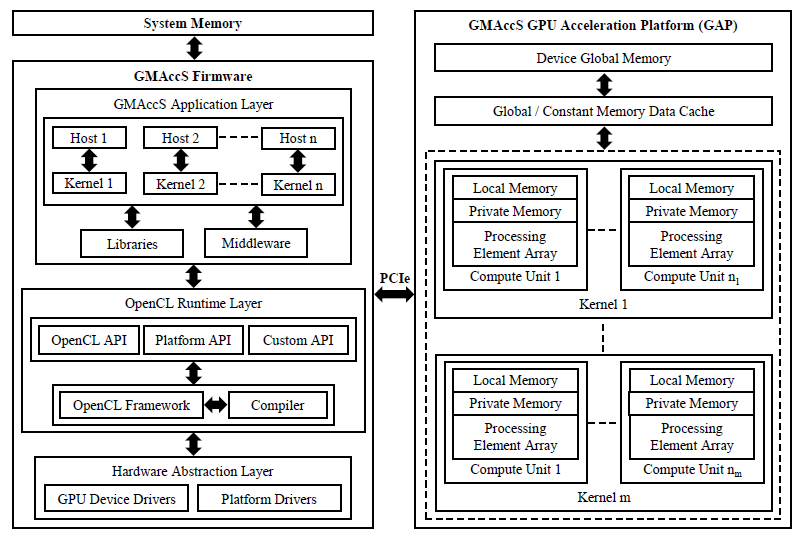 System Memory
GMAccS Firmware
GMAccS Application Layer
Host 1
Host 2
Host n
Kernel 1
Kernel 2
Kernel n
Libraries
Middleware
OpenCL Runtime Layer
OpenCL API
Platform API
Custom API
OpenCL Framework
Compiler
Hardware Abstraction Layer
GPU Device Drivers
Platform Drivers
PCIe
GMAccS GPU Acceleration Platform (GAP)
Device Global Memory
Global / Constant Memory Data Cache
Local Memory
Private Memory
Processing
Element Array
Compute Unit 1
Local Memory
Private Memory
Processing
Element Array
Compute Unit n1
Kernel 1
Local Memory
Private Memory
Processing
Element Array
Compute Unit 1
Local Memory
Private Memory
Processing
Element Array
Compute Unit nm
Kernel m